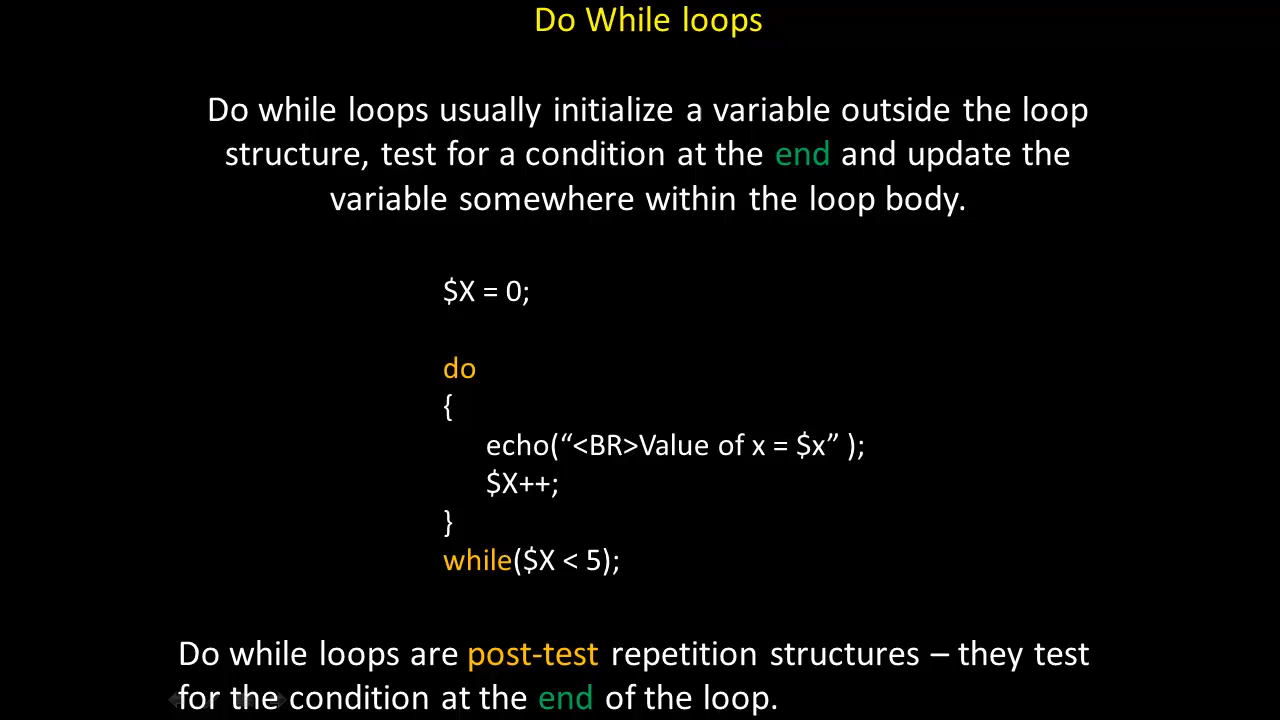 Do While loops
Do while loops usually initialize a variable outside the loop
structure, test for a condition at the end and update the
variable somewhere within the loop body.
$X = 0;
do
{
echo(“<BR>Value of x = $x” );
$X++;
}
while($X < 5);
Do while loops are post-test repetition structures – they test
for the condition at the end of the loop.